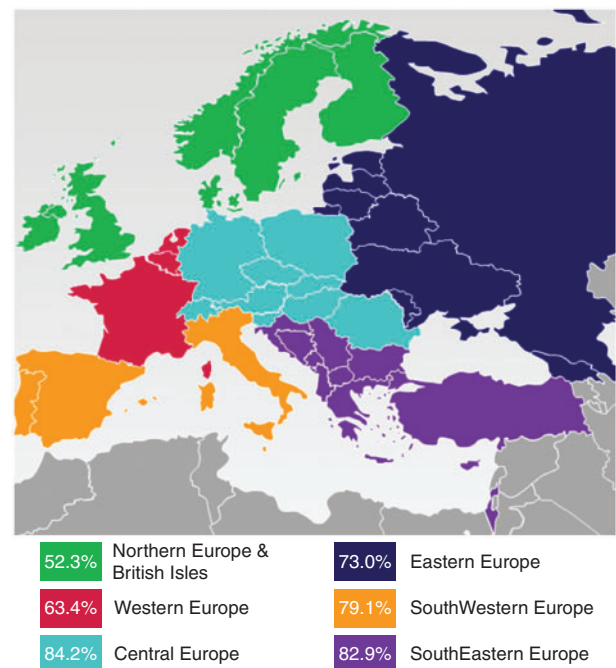 52.3% Northern Europe &
British Isles
63.4% Western Europe
84.2% Central Europe
73.0% Eastern Europe
79.1% SouthWestern Europe
82.9% SouthEastern Europe